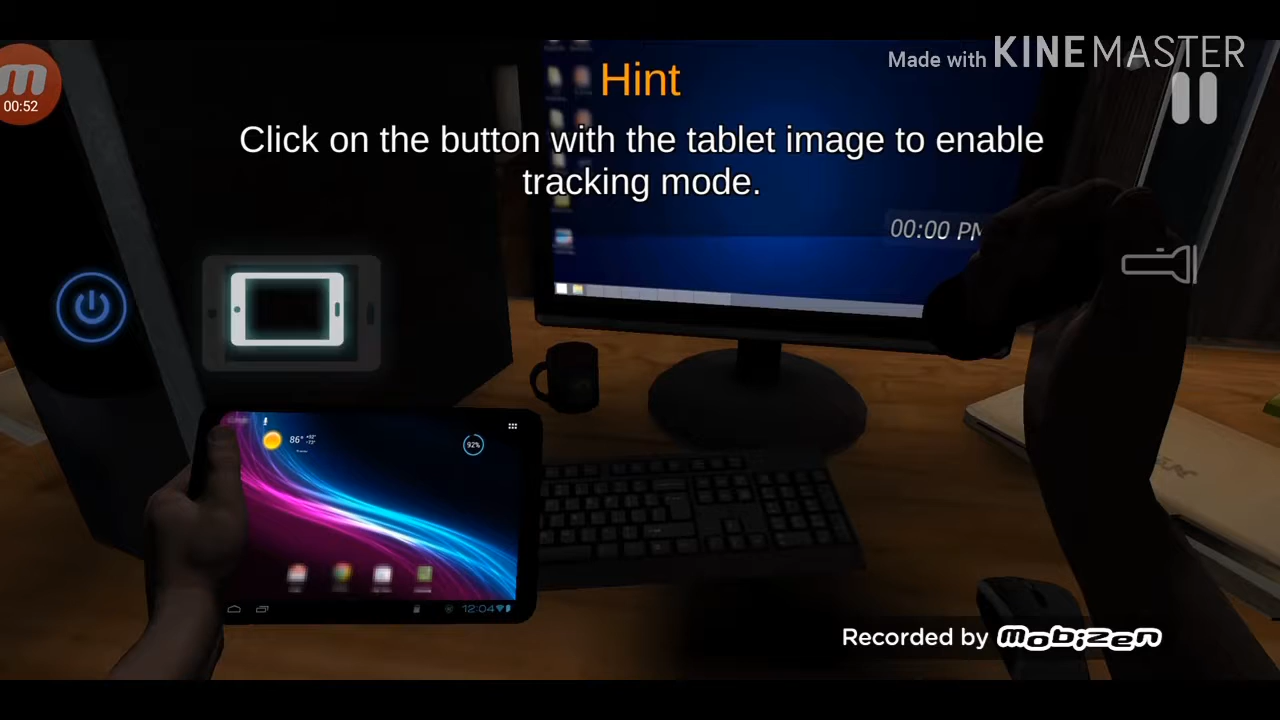 Made with KINEMASTER
00:52
Hint
Click on the button with the tablet image to enable
tracking mode.
00:00 PM
86°
92%
12:04
Recorded by mobizen